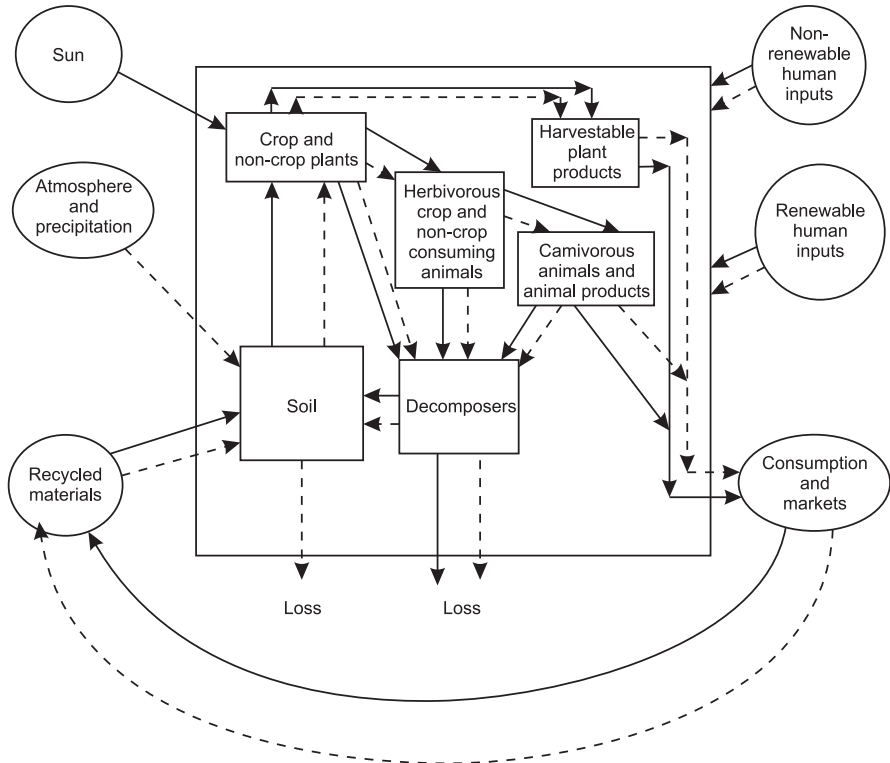 Sun
Non-
renewable
human
inputs
Crop and
non-crop plants
Harvestable
plant
products
Atmosphere
and
precipitation
Herbivorous
crop and
non-crop
consuming
animals
Renewable
human
inputs
Camivorous
animals and
animal products
Soil
Decomposers
Recycled
materials
Consumption
and
markets
Loss
Loss